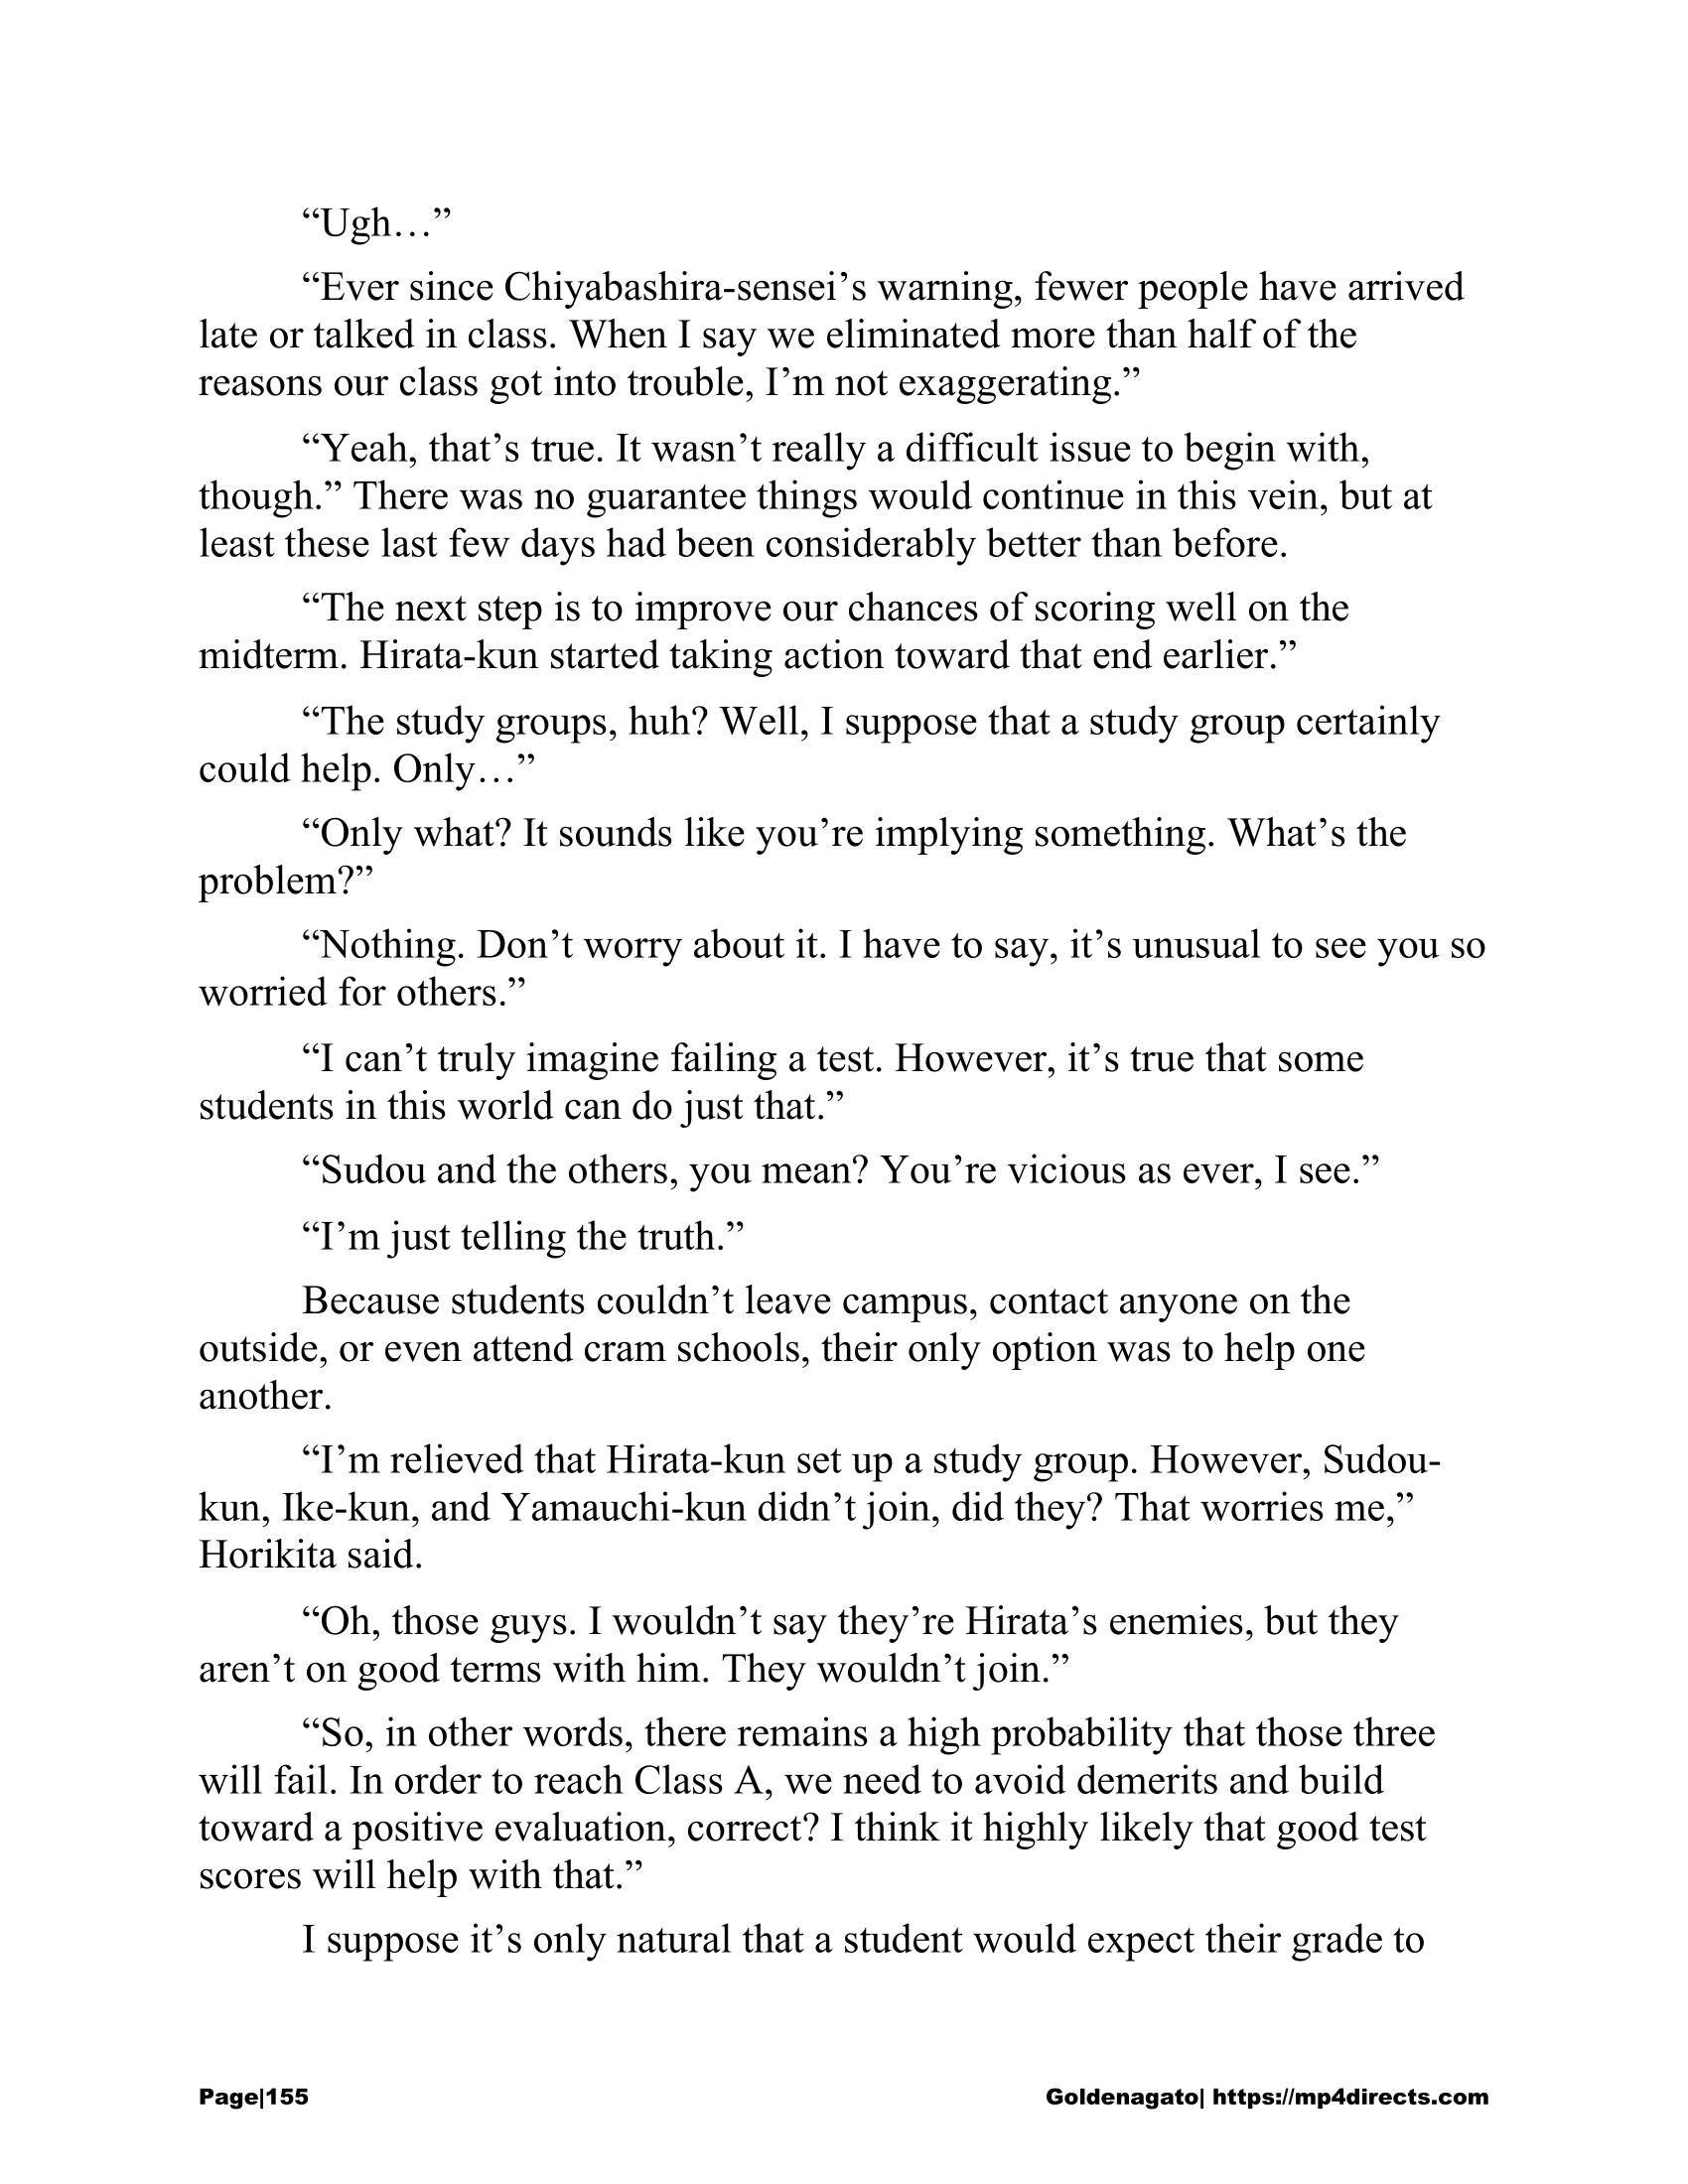 “Ugh…”
“Ever since Chiyabashira-sensei’s warning, fewer people have arrived
late or talked in class. When I say we eliminated more than half of the
reasons our class got into trouble, I’m not exaggerating.”
“Yeah, that’s true. It wasn’t really a difficult issue to begin with,
though.” There was no guarantee things would continue in this vein, but at
least these last few days had been considerably better than before.
“The next step is to improve our chances of scoring well on the
midterm. Hirata-kun started taking action toward that end earlier.”
“The study groups, huh? Well, I suppose that a study group certainly
could help. Only…”
“Only what? It sounds like you’re implying something. What’s the
problem?”
“Nothing. Don’t worry about it. I have to say, it’s unusual to see you so
worried for others.”
“I can’t truly imagine failing a test. However, it’s true that some
students in this world can do just that.”
“Sudou and the others, you mean? You’re vicious as ever, I see.”
“I’m just telling the truth.”
Because students couldn’t leave campus, contact anyone on the
outside, or even attend cram schools, their only option was to help one
another.
“I’m relieved that Hirata-kun set up a study group. However, Sudou-
kun, Ike-kun, and Yamauchi-kun didn’t join, did they? That worries me,”
Horikita said.
“Oh, those guys. I wouldn’t say they’re Hirata’s enemies, but they
aren’t on good terms with him. They wouldn’t join.”
“So, in other words, there remains a high probability that those three
will fail. In order to reach Class A, we need to avoid demerits and build
toward a positive evaluation, correct? I think it highly likely that good test
scores will help with that.”
I suppose it’s only natural that a student would expect their grade to
Page|155 Goldenagato| https://mp4directs.com